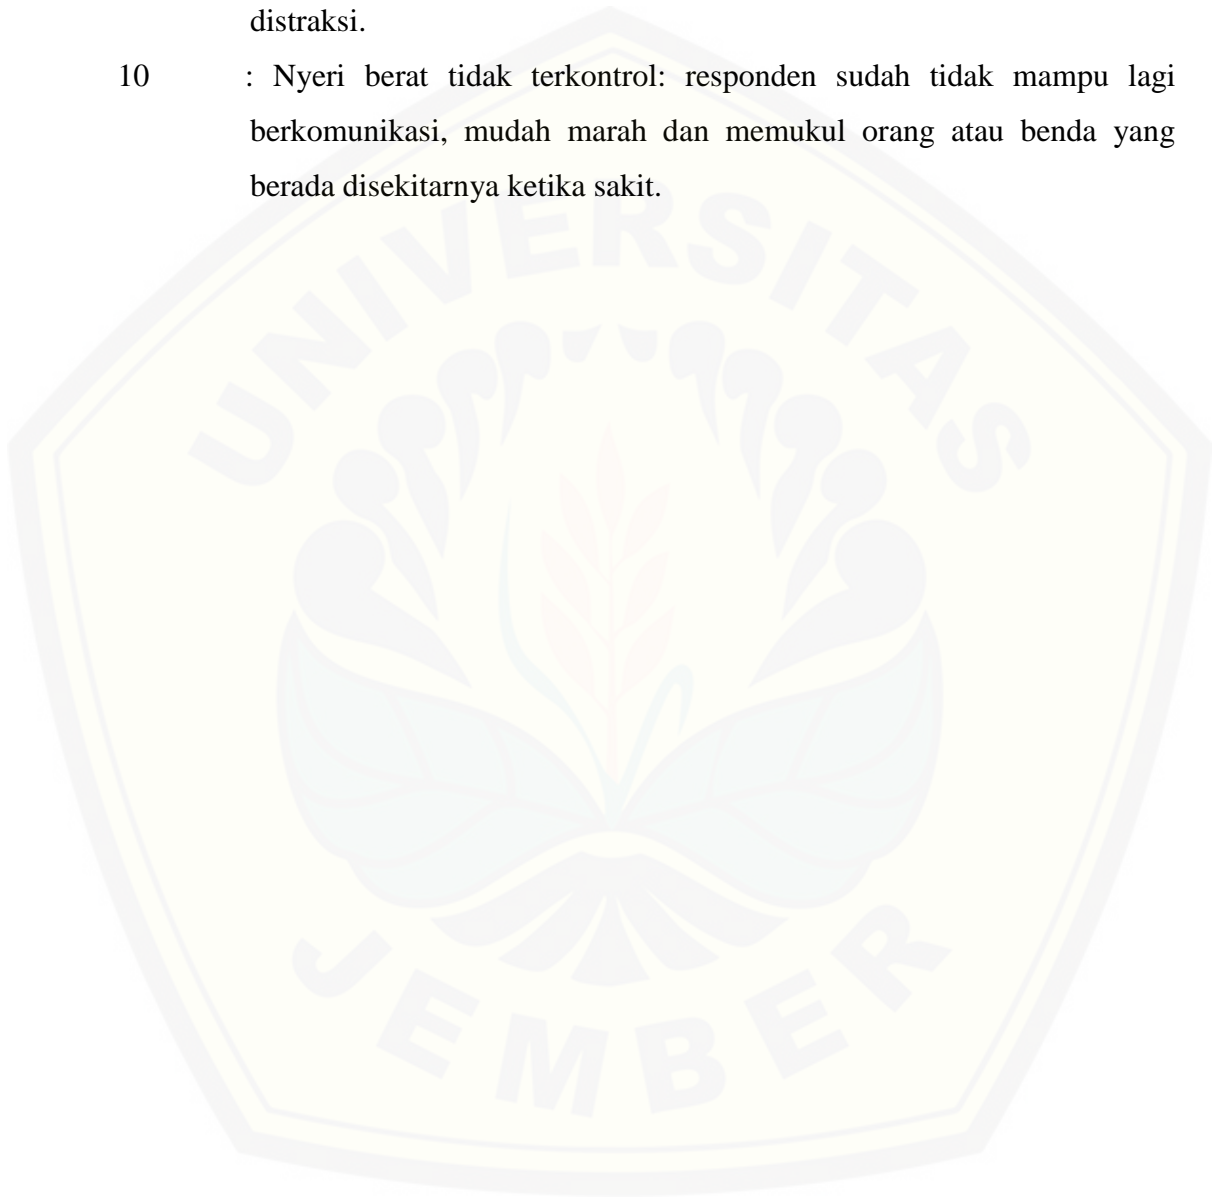 distraksi.
10 : Nyeri berat tidak terkontrol: responden sudah tidak mampu lagi
berkomunikasi, mudah marah dan memukul orang atau benda yang
berada disekitarnya ketika sakit.
UNIVERSITAS
JEMBER